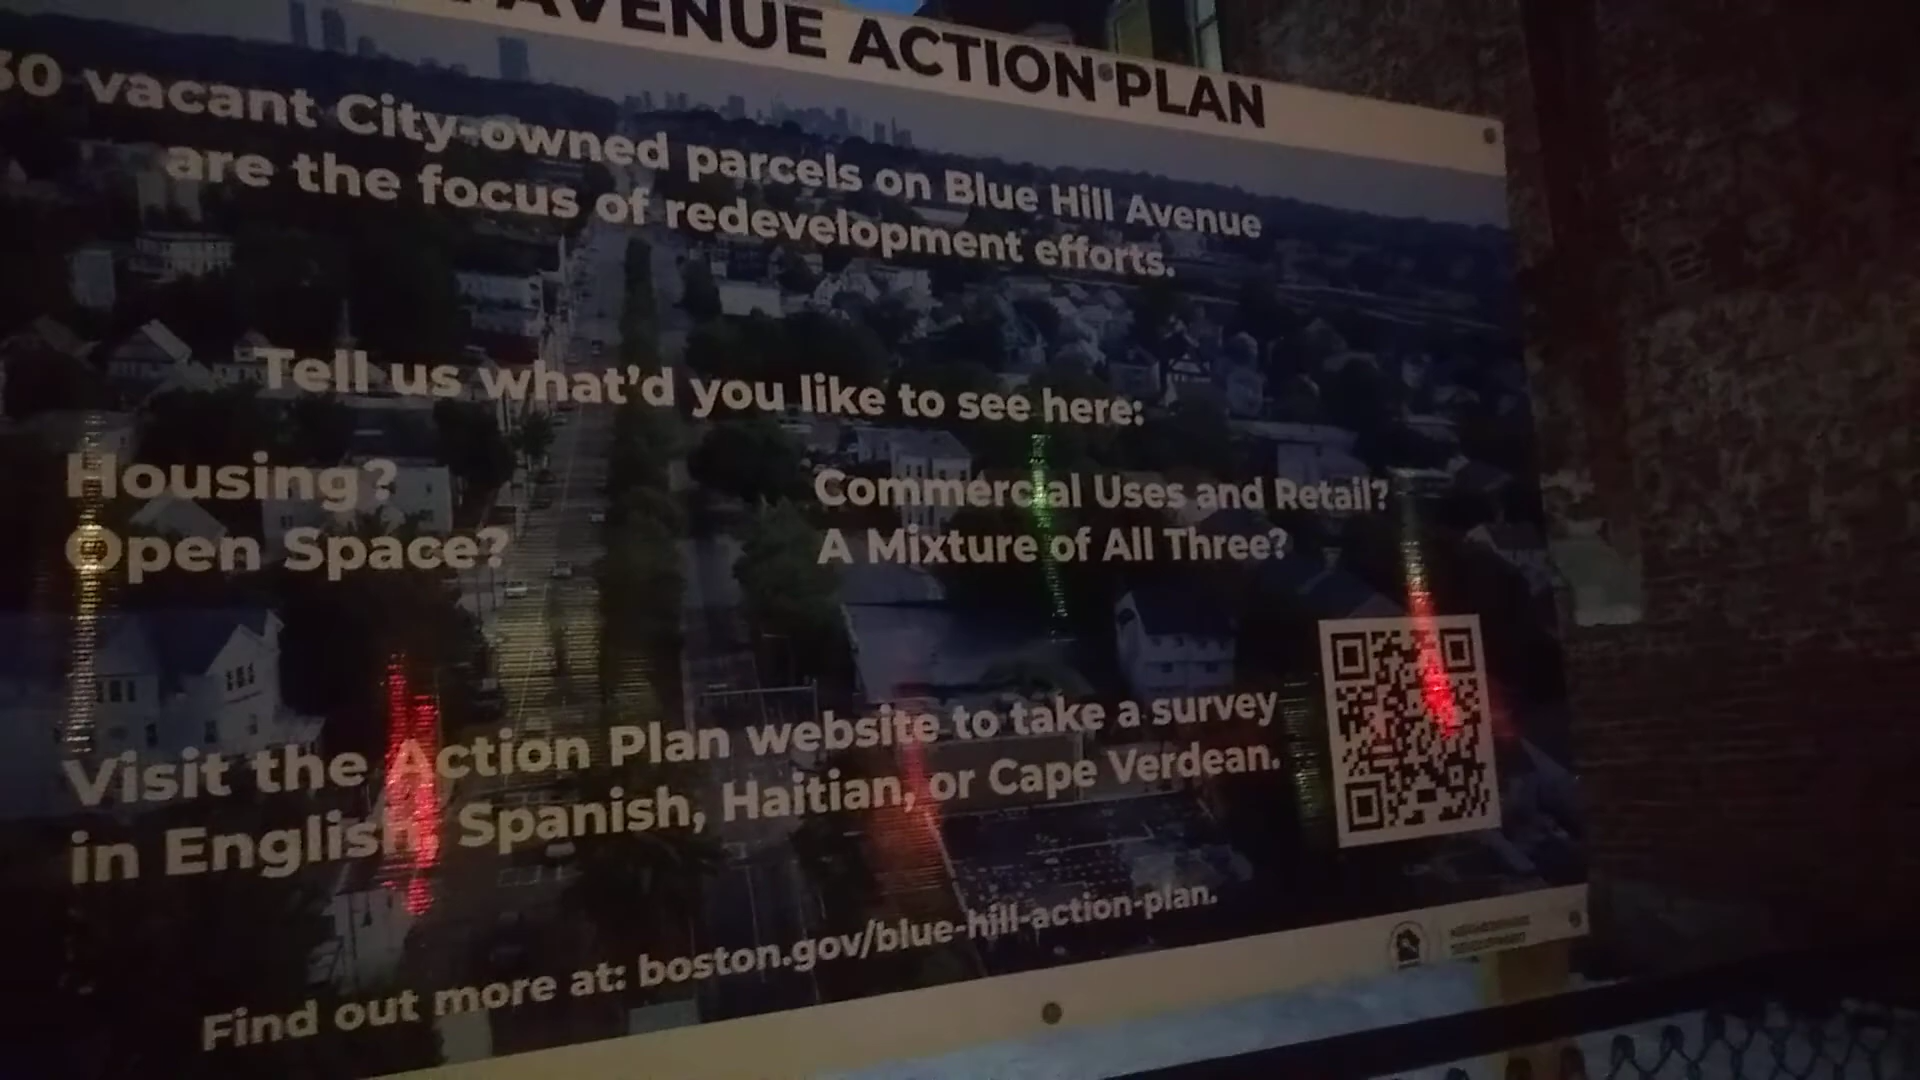 AVENUE ACTION PLAN
vacant City-owned parcels on Blue Hill Avenue
are the focus of redevelopment efforts.
Tell us what'd you like to see here:
Housing?
Open Space?
Commercial Uses and Retail?
A Mixture of All Three?
Visit the Action Plan website to take a survey
in English, Spanish, Haitian, or Cape Verdean.
Find out more at: boston.gov/blue-hill-action-plan.